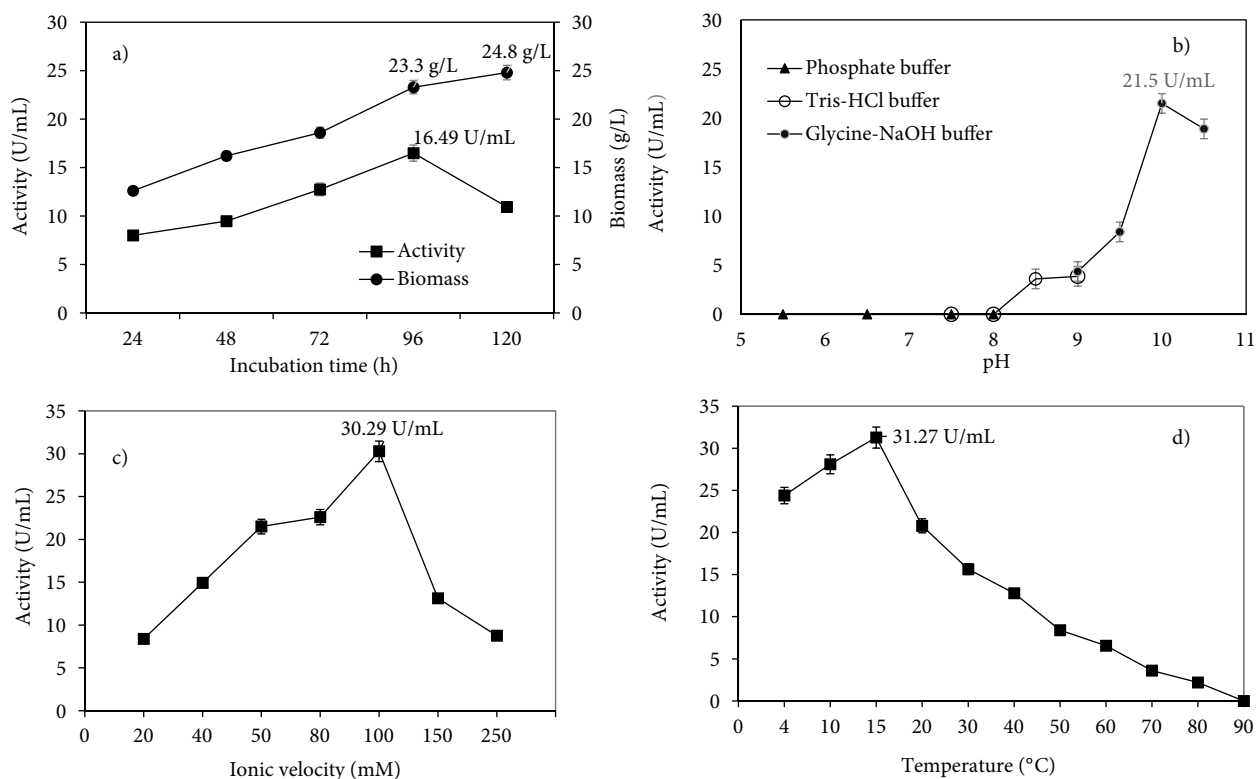 a)
30
25
20
15
10
5
0
Activity (U/mL)
23.3 g/L
24.8 g/L
16.49 U/mL
Activity
Biomass
30
25
20
15
10
5
0
Biomass (g/L)
24 48 72 96 120
Incubation time (h)
b)
30
25
20
15
10
5
0
Activity (U/mL)
Phosphate buffer
Tris-HCl buffer
Glycine-NaOH buffer
21.5 U/mL
5 6 7 8 9 10 11
pH
c)
35
30
25
20
15
10
5
0
Activity (U/mL)
30.29 U/mL
0 20 40 50 80 100 150 250
Ionic velocity (mM)
d)
35
30
25
20
15
10
5
0
Activity (U/mL)
31.27 U/mL
0 4 10 15 20 30 40 50 60 70 80 90
Temperature (°C)